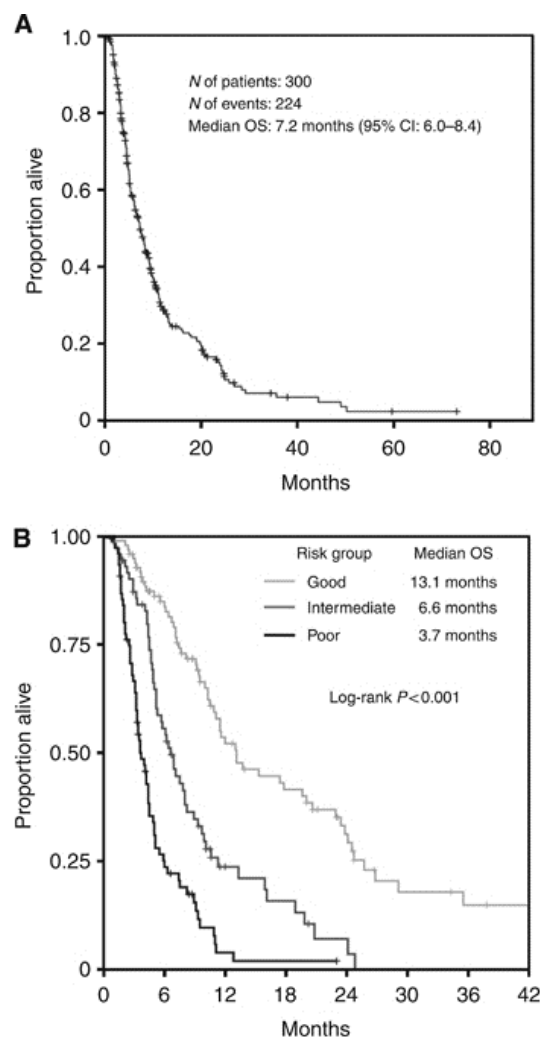 A
1.0
0.8
0.6
0.4
0.2
0
Proportion alive
N of patients: 300
N of events: 224
Median OS: 7.2 months (95% CI: 6.0–8.4)
0 20 40 60 80
Months
B
1.00
0.75
0.50
0.25
0
Proportion alive
Risk group Median OS
Good 13.1 months
Intermediate 6.6 months
Poor 3.7 months
Log-rank P<0.001
0 6 12 18 24 30 36 42
Months